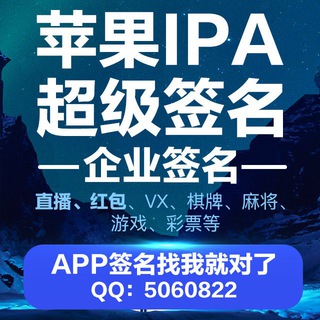 苹果IPA
超级签名
—企业签名—
直播、红包、VX、棋牌、麻将、
游戏、彩票等
APP签名找我就对了
QQ：5060822